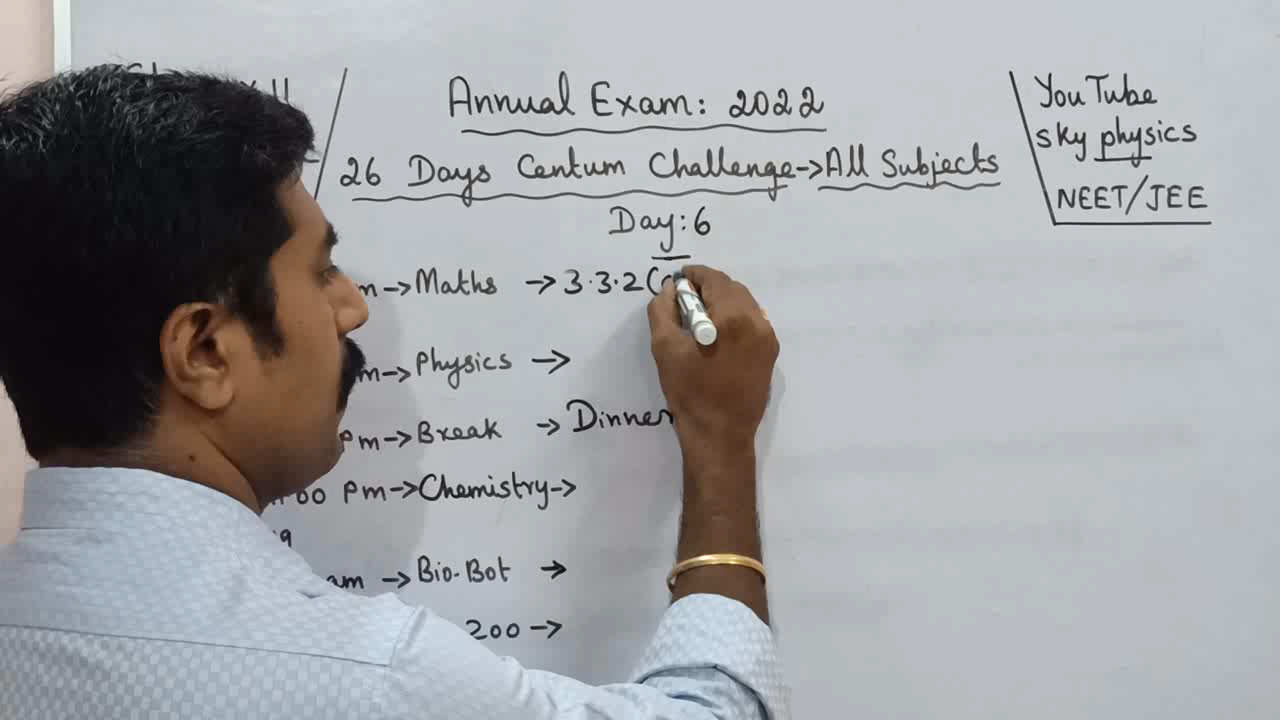 Annual Exam: 2022
26 Days Centum Challenge->All Subjects
Day: 6
YouTube
sky physics
NEET/JEE
m->Maths ->3.3.2(
m->Physics ->
pm->Break ->Dinner
00 pm->Chemistry->
am ->Bio-Bot ->
200->